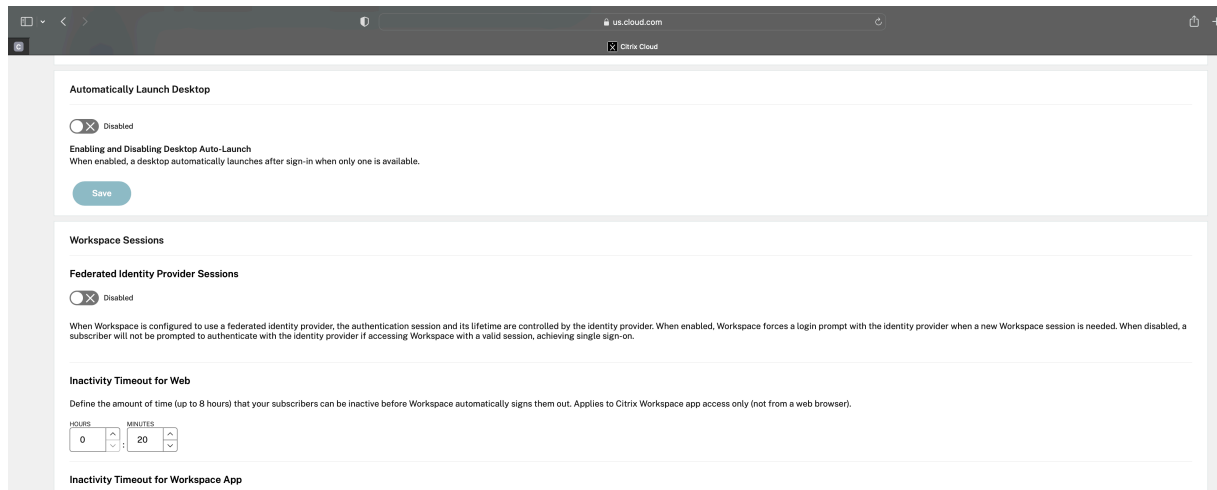 us.cloud.com
C
Citrix Cloud
Automatically Launch Desktop
Disabled
Enabling and Disabling Desktop Auto-Launch
When enabled, a desktop automatically launches after sign-in when only one is available.
Save
Workspace Sessions
Federated Identity Provider Sessions
Disabled
When Workspace is configured to use a federated identity provider, the authentication session and its lifetime are controlled by the identity provider. When enabled, Workspace forces a login prompt with the identity provider when a new Workspace session is needed. When disabled, a
subscriber will not be prompted to authenticate with the identity provider if accessing Workspace with a valid session, achieving single sign-on.
Inactivity Timeout for Web
Define the amount of time (up to 8 hours) that your subscribers can be inactive before Workspace automatically signs them out. Applies to Citrix Workspace app access only (not from a web browser).
HOURS MINUTES
0 : 20
Inactivity Timeout for Workspace App